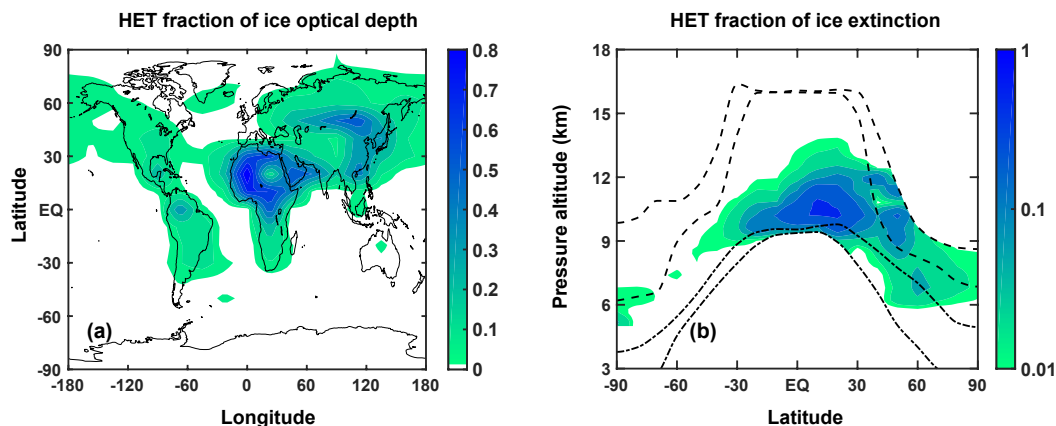 HET fraction of ice optical depth
90
60
30
EQ
-30
-60
-90
Latitude
(a)
-180 -120 -60 0 60 120 180
Longitude
0.8
0.7
0.6
0.5
0.4
0.3
0.2
0.1
0
HET fraction of ice extinction
18
15
12
9
6
3
Pressure altitude (km)
(b)
-90 -60 -30 EQ 30 60 90
Latitude
1
0.1
0.01